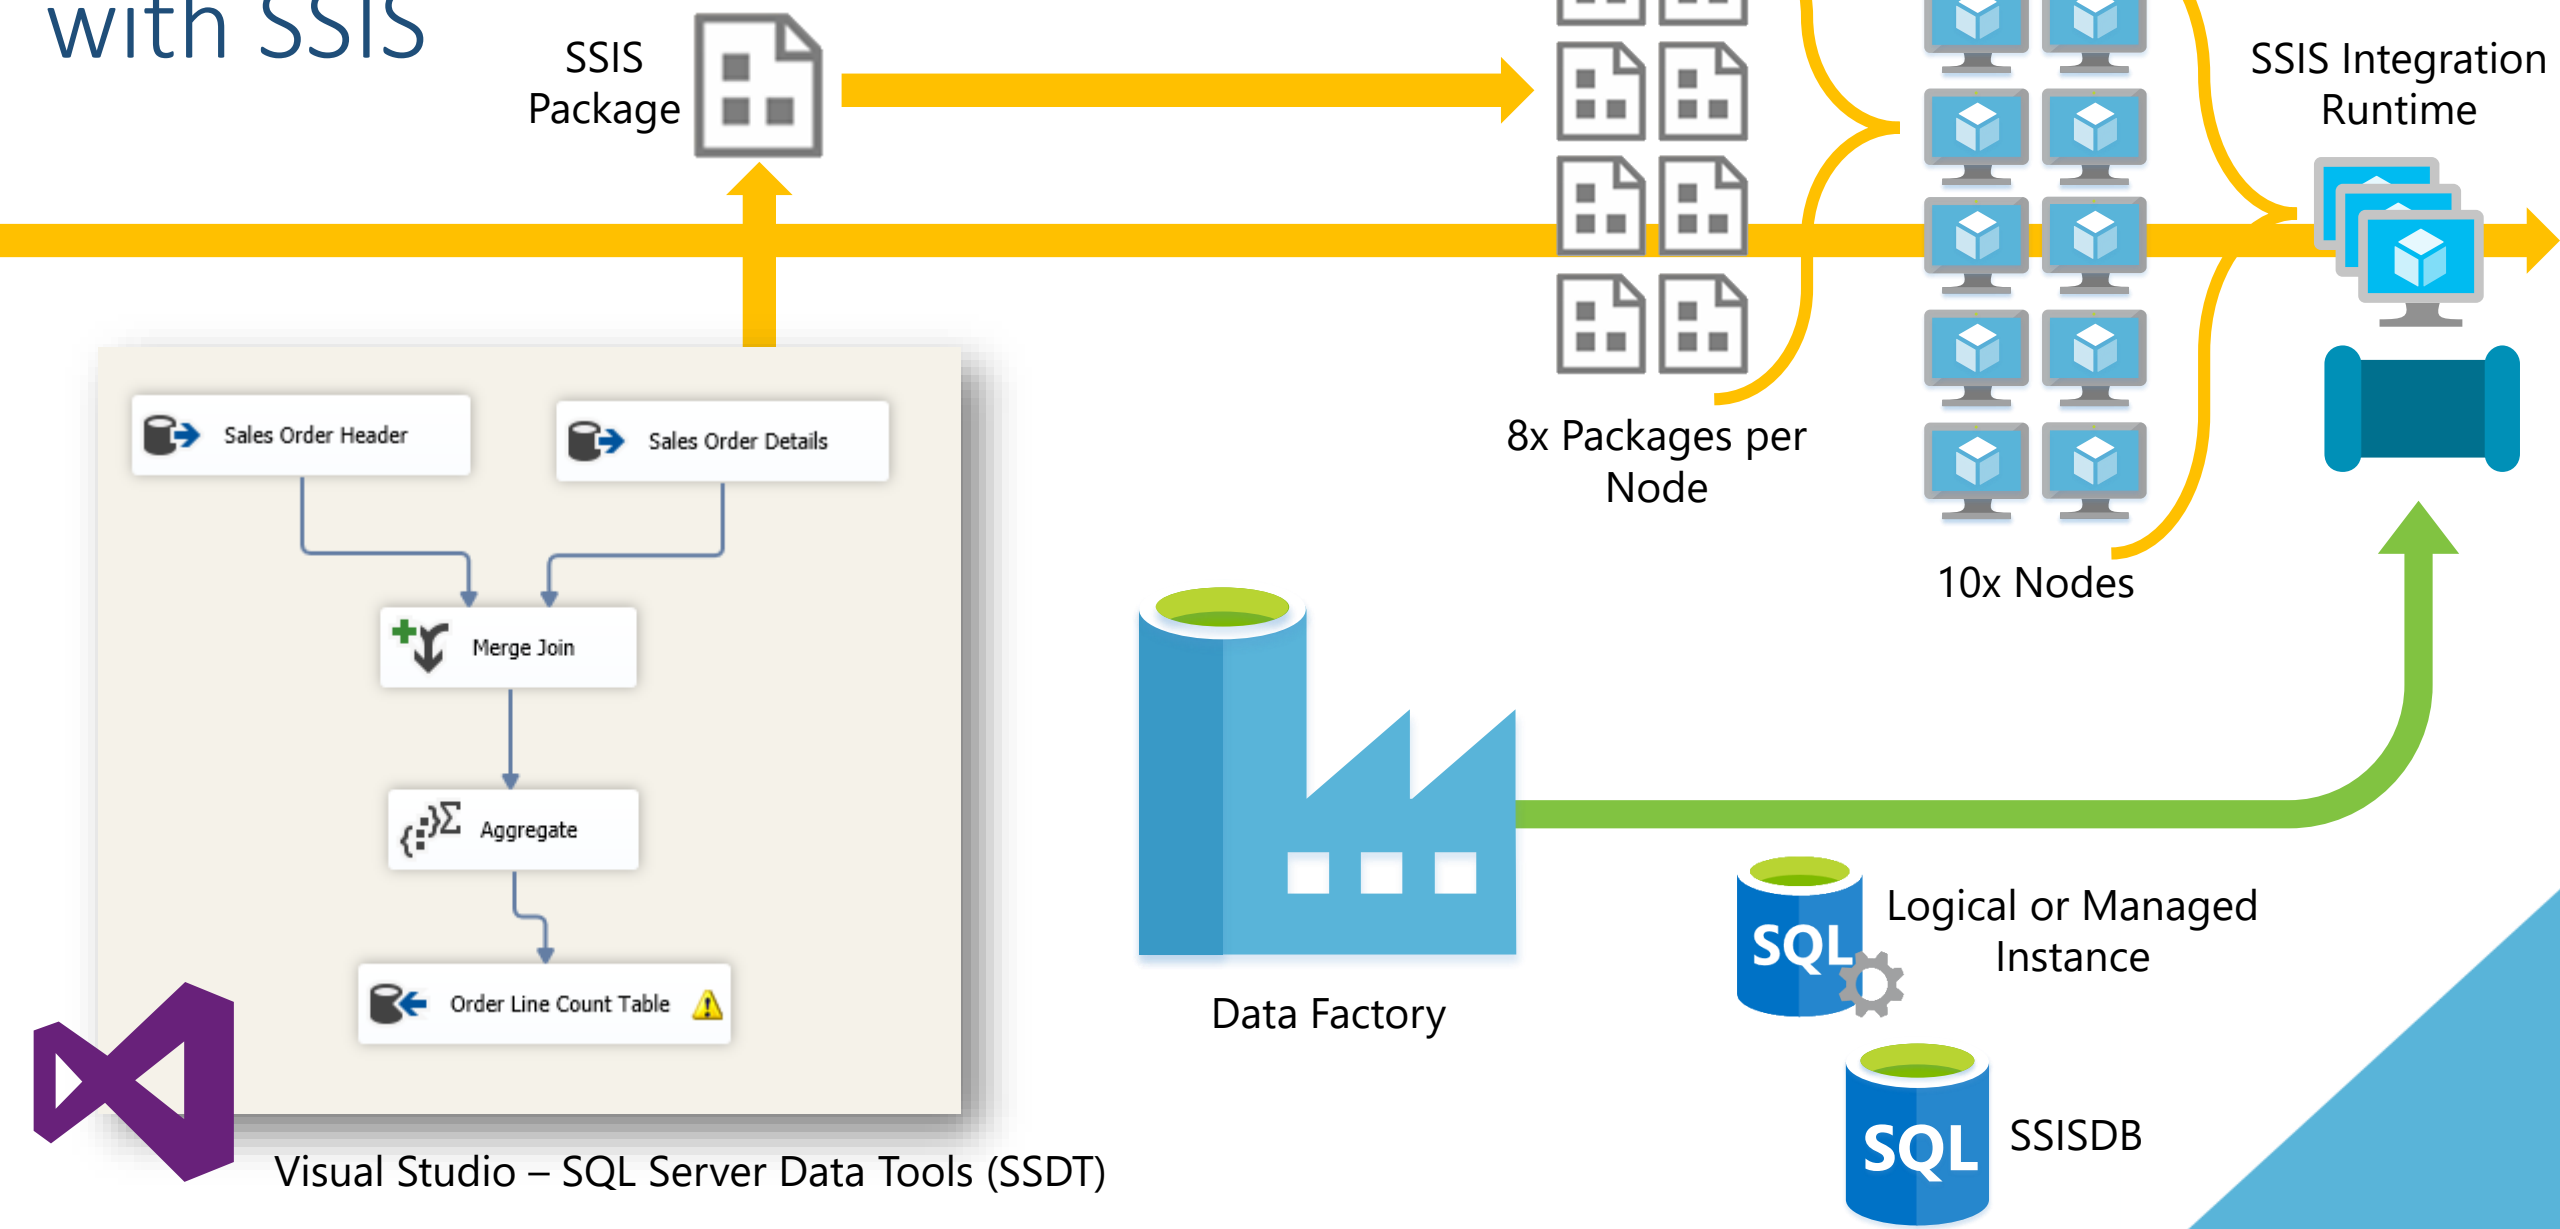 with SSIS
SSIS
Package
SSIS Integration
Runtime
Sales Order Header
Sales Order Details
8x Packages per
Node
10x Nodes
Merge Join
Aggregate
Order Line Count Table
Data Factory
SQL
Logical or Managed
Instance
SQL
SSISDB
Visual Studio – SQL Server Data Tools (SSDT)